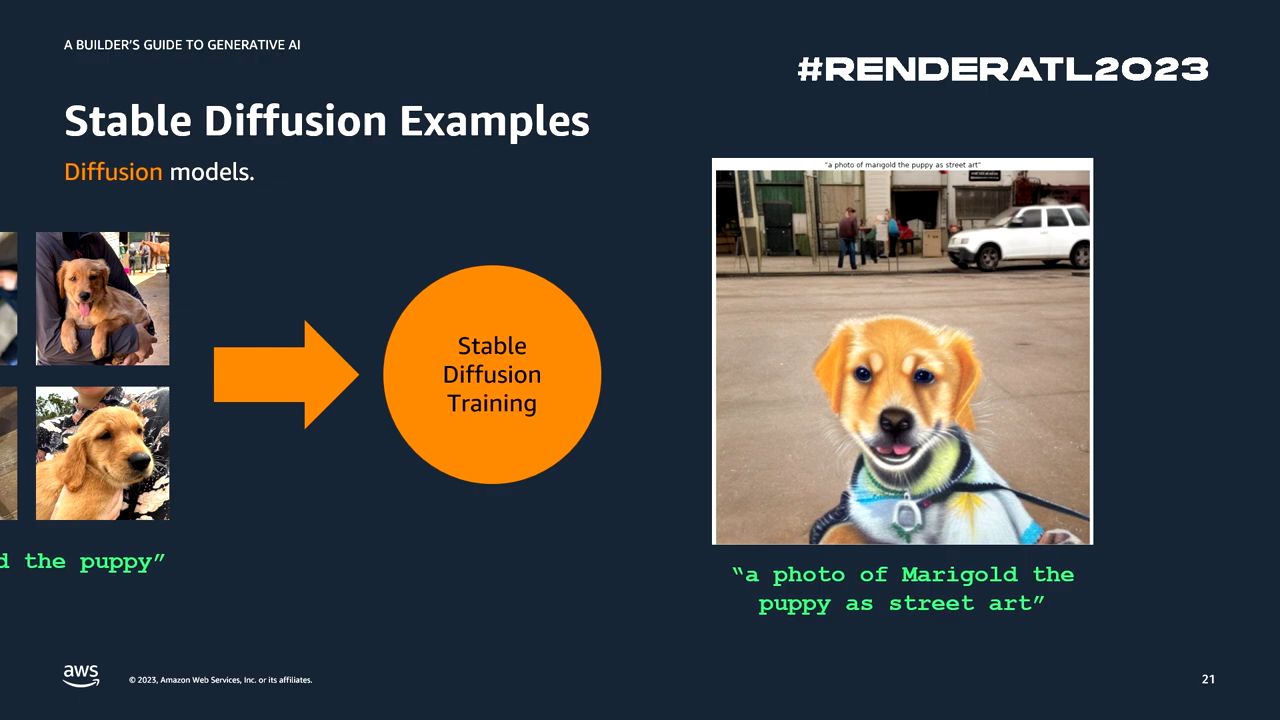 A BUILDER’S GUIDE TO GENERATIVE AI
#RENDERATL2023
Stable Diffusion Examples
Diffusion models.
"a photo of marigold the puppy as street art"
Stable
Diffusion
Training
d the puppy”
“a photo of Marigold the
puppy as street art”
aws
© 2023, Amazon Web Services, Inc. or its affiliates.
21